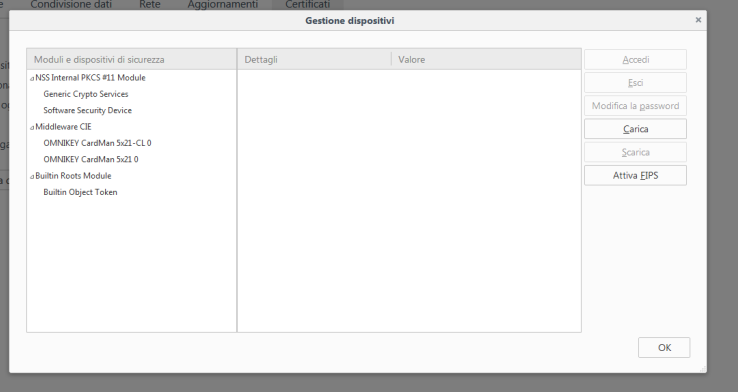 Condivisione dati Rete Aggiornamenti Certificati
Gestione dispositivi
Moduli e dispositivi di sicurezza Dettagli Valore
NSS Internal PKCS #11 Module
Generic Crypto Services
Software Security Device
Middleware CIE
OMNIKEY CardMan 5x21-CL 0
OMNIKEY CardMan 5x21 0
Builtin Roots Module
Builtin Object Token
Accedi
Esci
Modifica la password
Carica
Scarica
Attiva FIPS
OK